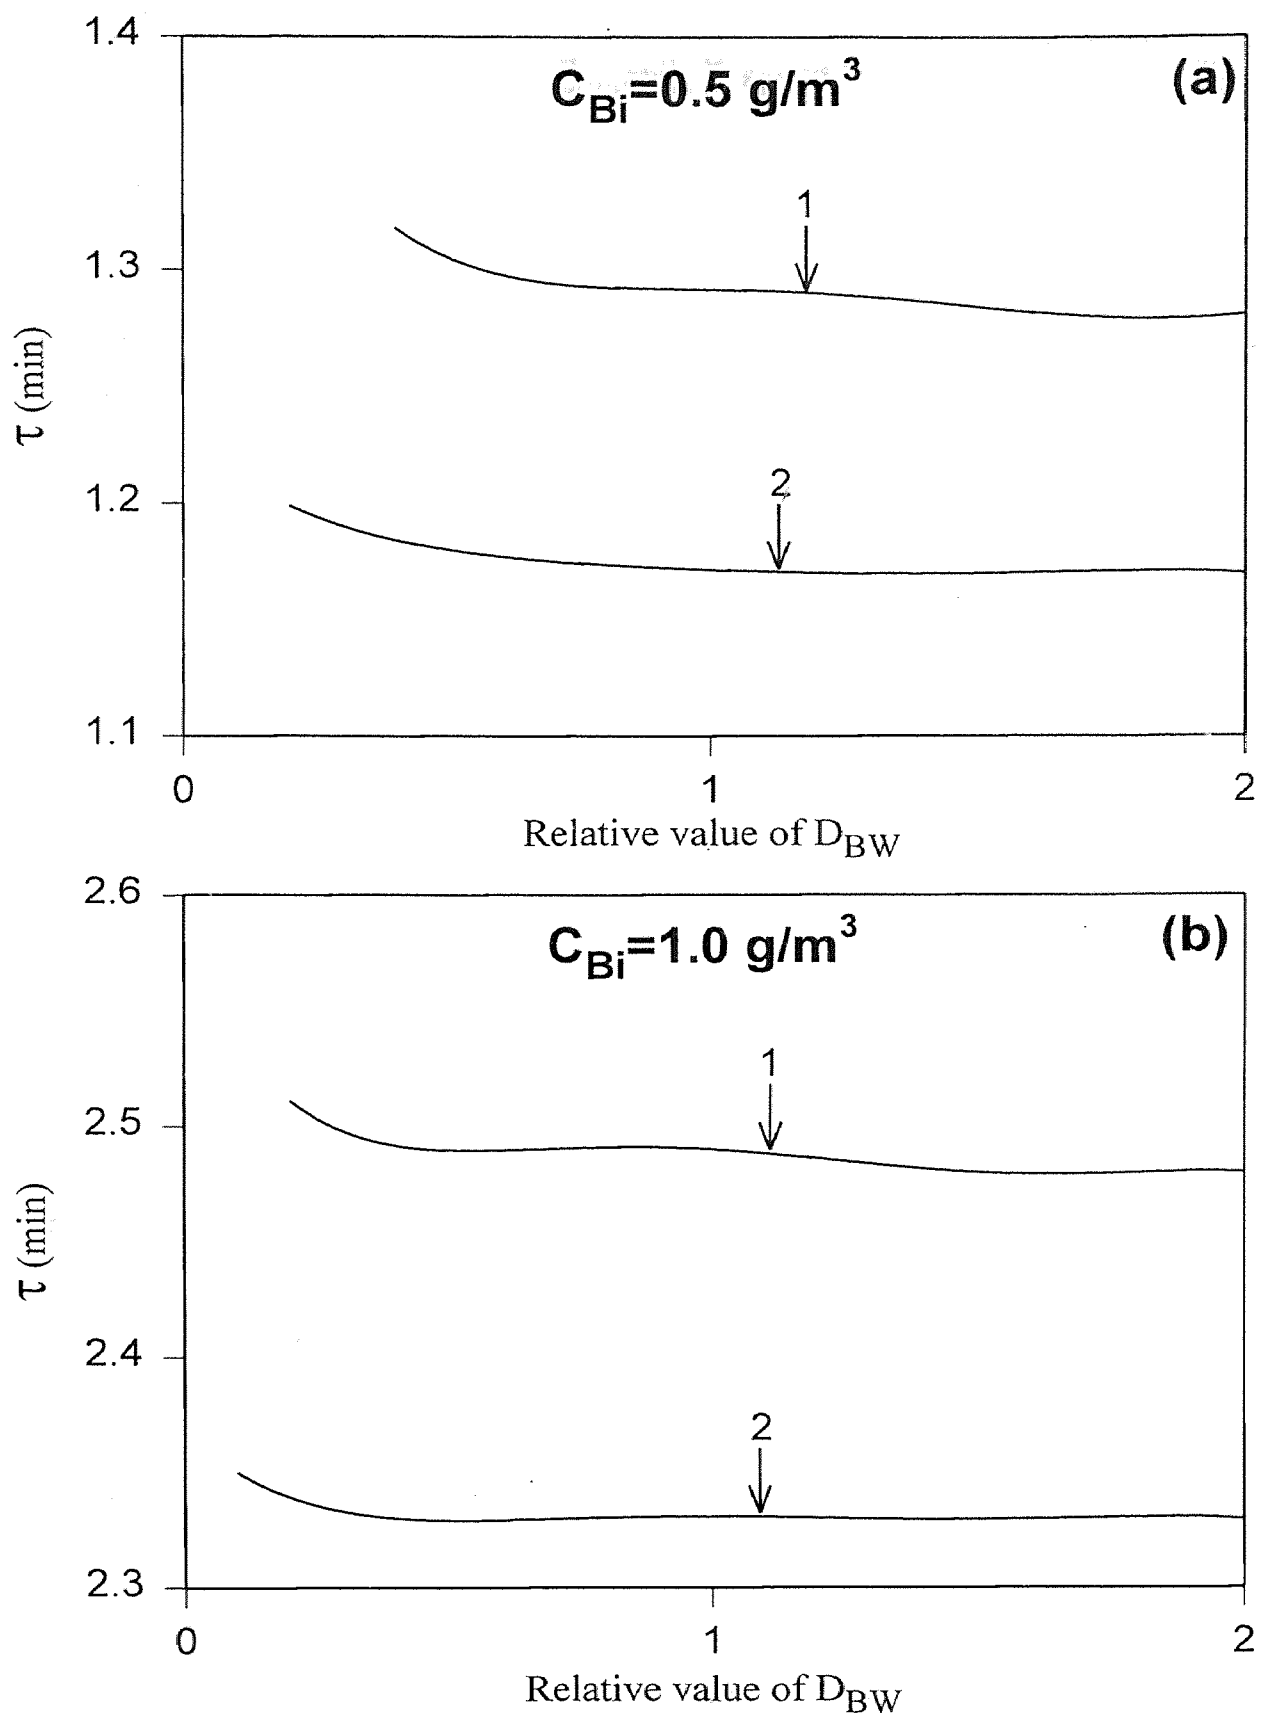 1.4
C_Bi=0.5 g/m³ (a)
1
1.3
τ (min)
2
1.2
1.1
0 1 2
Relative value of D_BW
2.6
C_Bi=1.0 g/m³ (b)
1
2.5
τ (min)
2.4
2
2.3
0 1 2
Relative value of D_BW